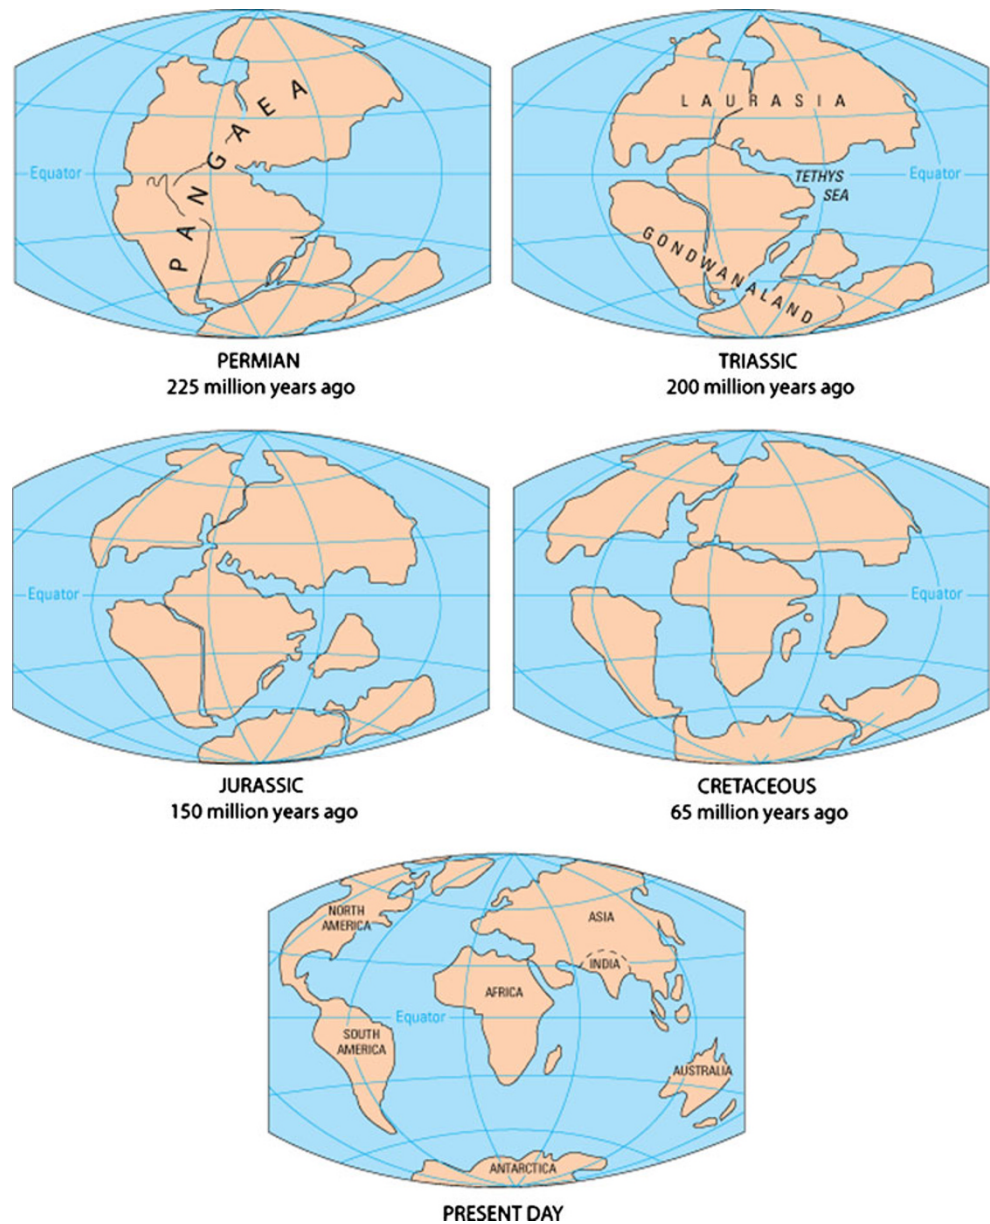 PANGAEA
Equator
PERMIAN
225 million years ago
LAURASIA
TETHYS
SEA
Equator
GONDWANALAND
TRIASSIC
200 million years ago
Equator
JURASSIC
150 million years ago
Equator
CRETACEOUS
65 million years ago
NORTH
AMERICA
ASIA
INDIA
AFRICA
Equator
SOUTH
AMERICA
AUSTRALIA
ANTARCTICA
PRESENT DAY